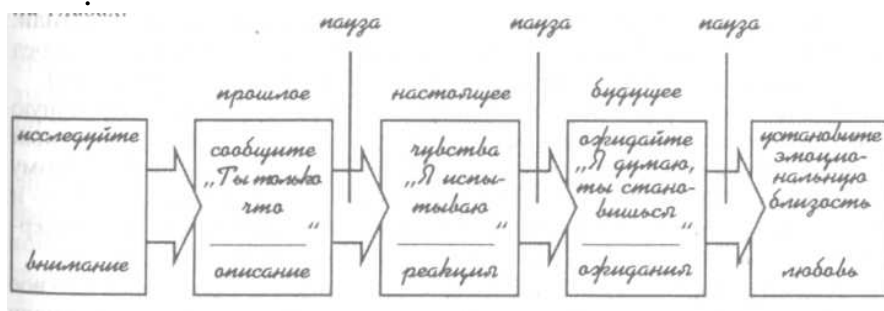 пауза
пауза
пауза
прошлое
настоящее
будущее
исследуйте
внимание
сообщите
„Ты только
что
“
описание
чувства
„Я испы-
тываю
“
реакция
ожидайте
„Я думаю,
ты стано-
вишься
“
ожидания
установите
эмоцио-
нальную
близость
любовь